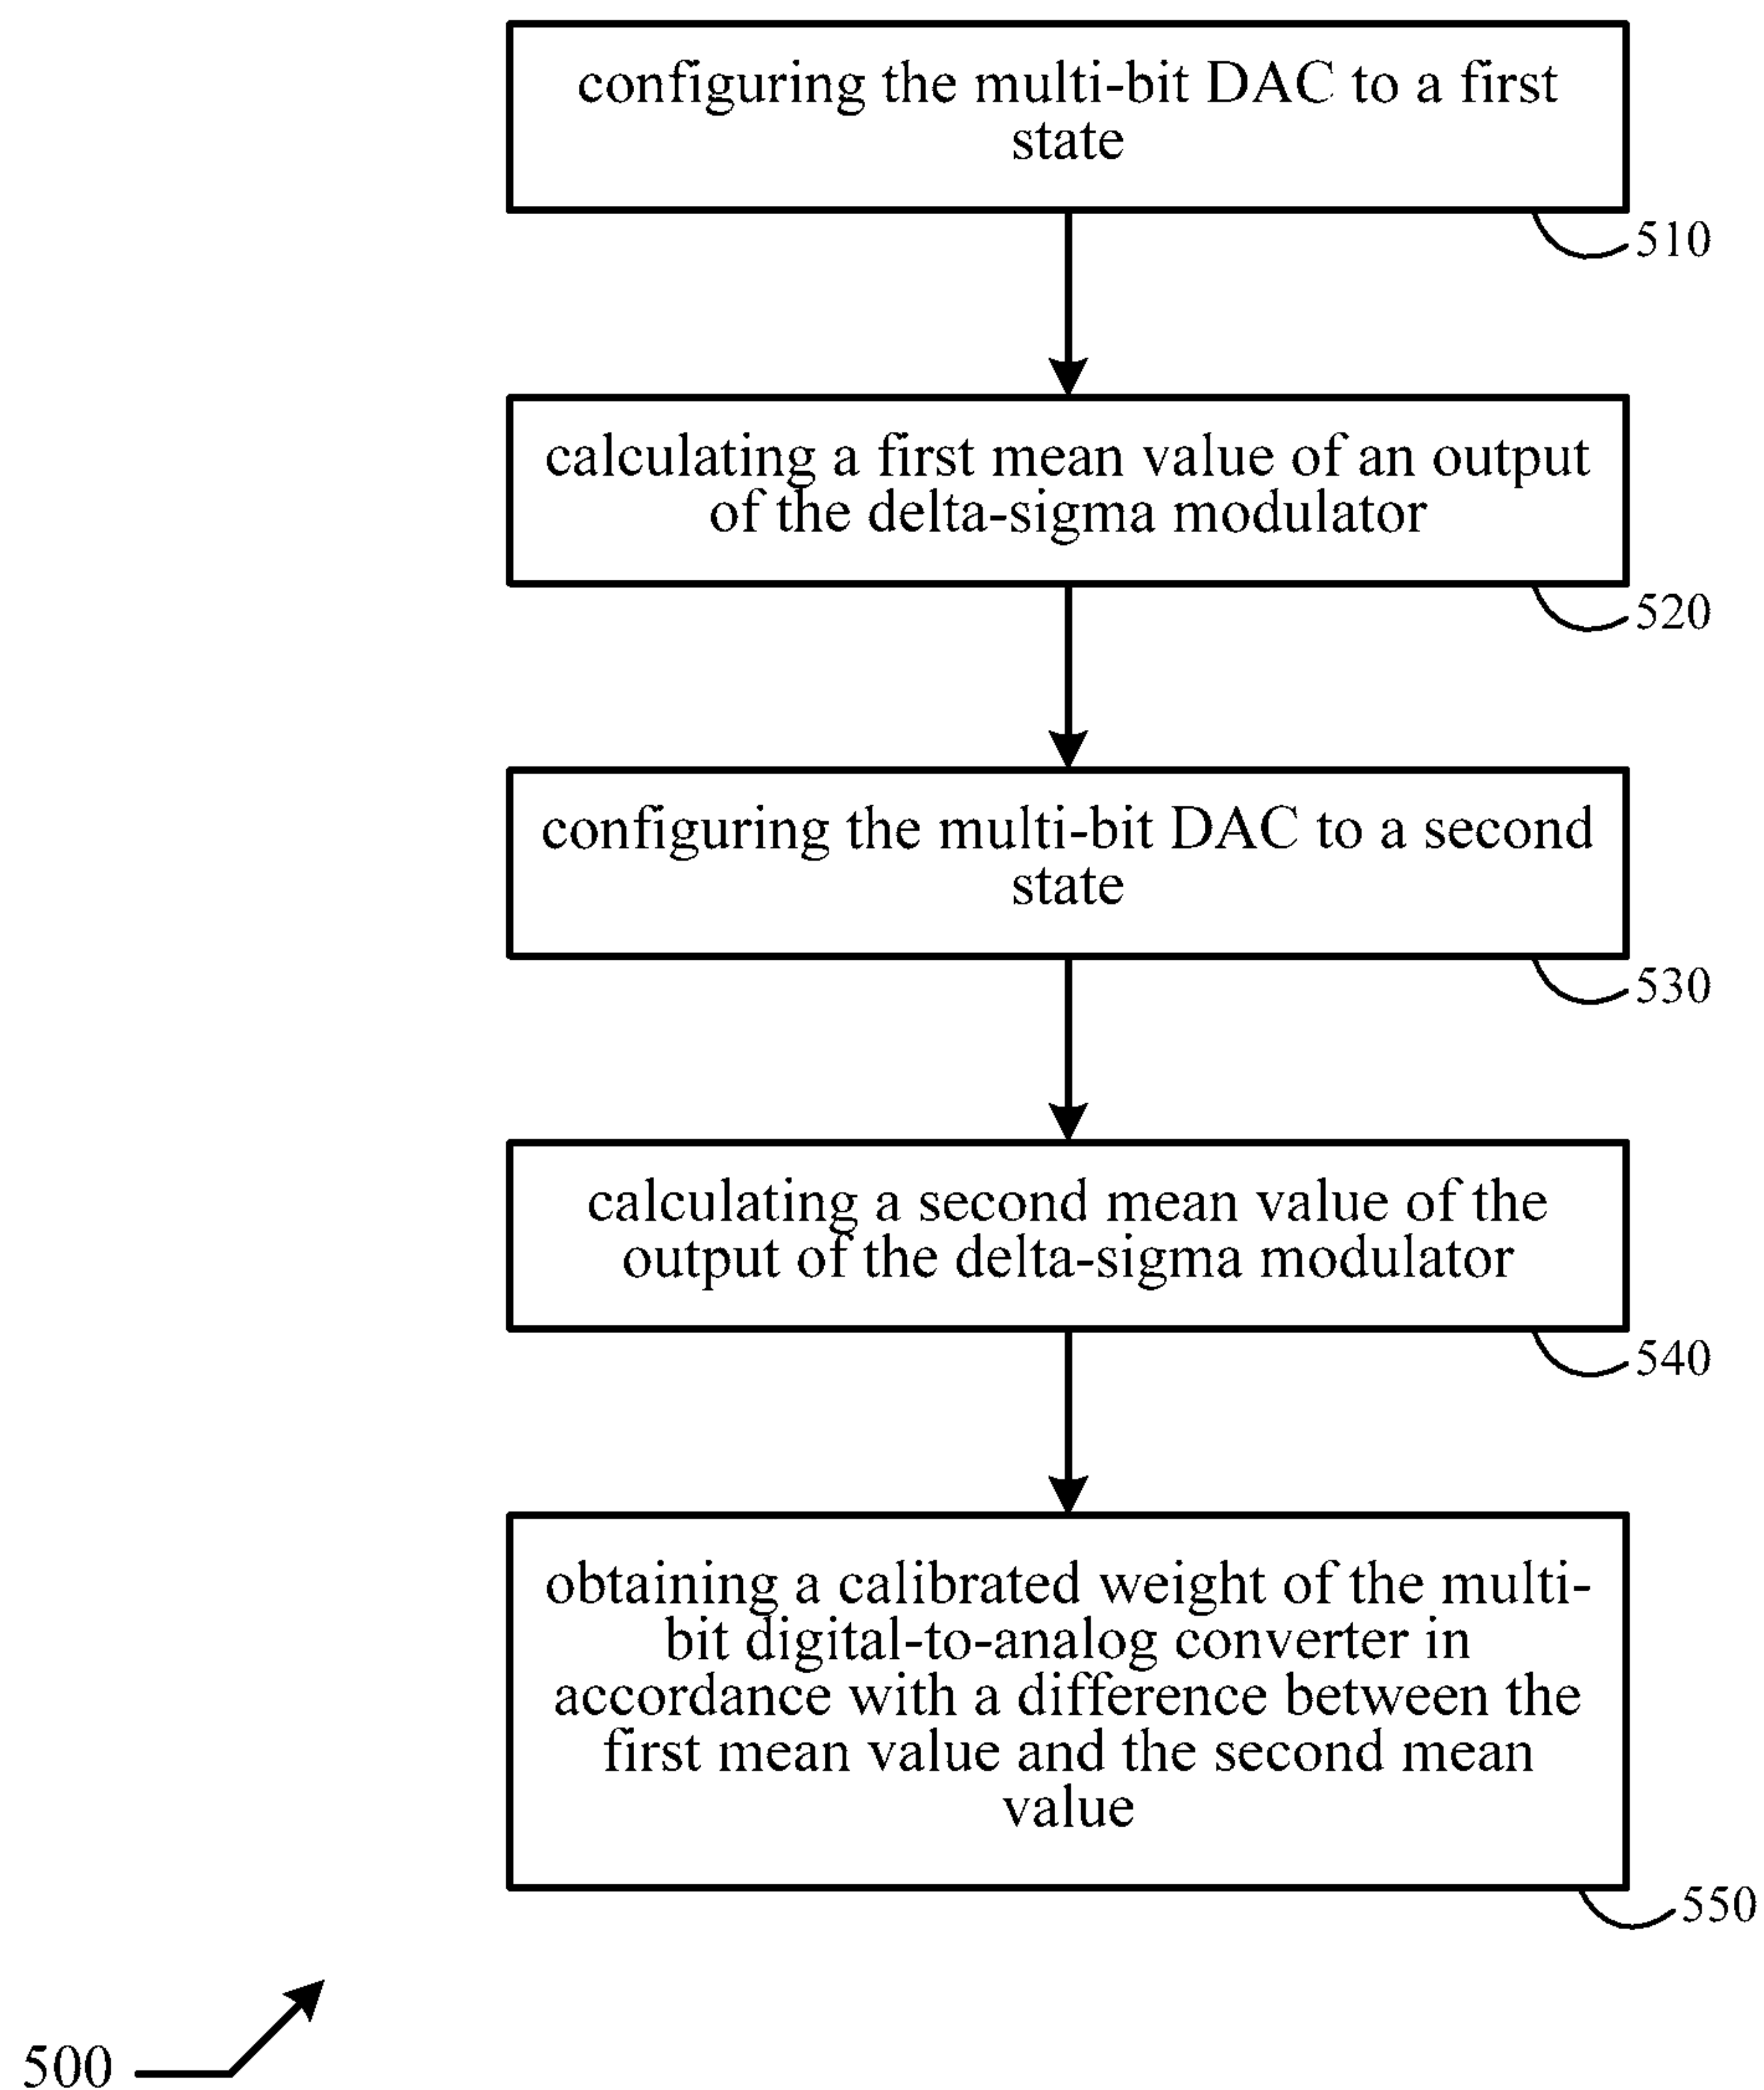 configuring the multi-bit DAC to a first
state
510
calculating a first mean value of an output
of the delta-sigma modulator
520
configuring the multi-bit DAC to a second
state
530
calculating a second mean value of the
output of the delta-sigma modulator
540
obtaining a calibrated weight of the multi-
bit digital-to-analog converter in
accordance with a difference between the
first mean value and the second mean
value
550
500